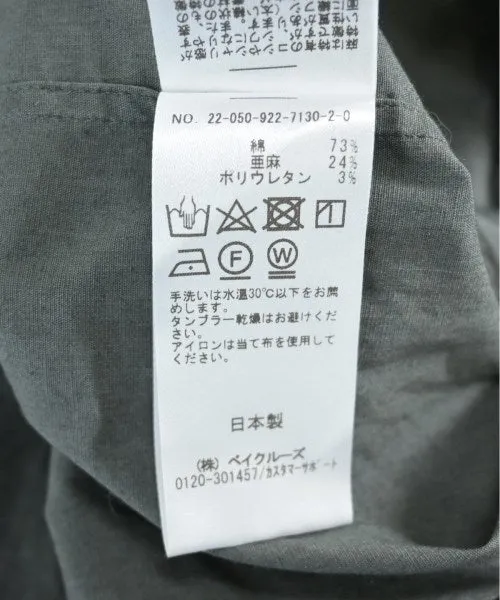 NO. 22-050-922-7130-2-0
綿 73%
亜麻 24%
ポリウレタン 3%
F W
手洗いは水温30℃以下をお薦
めします。
タンブラー乾燥はお避けくだ
さい。
アイロンは当て布を使用して
ください。
日本製
(株) ベイクルーズ
0120-301457/カスタマーサポート